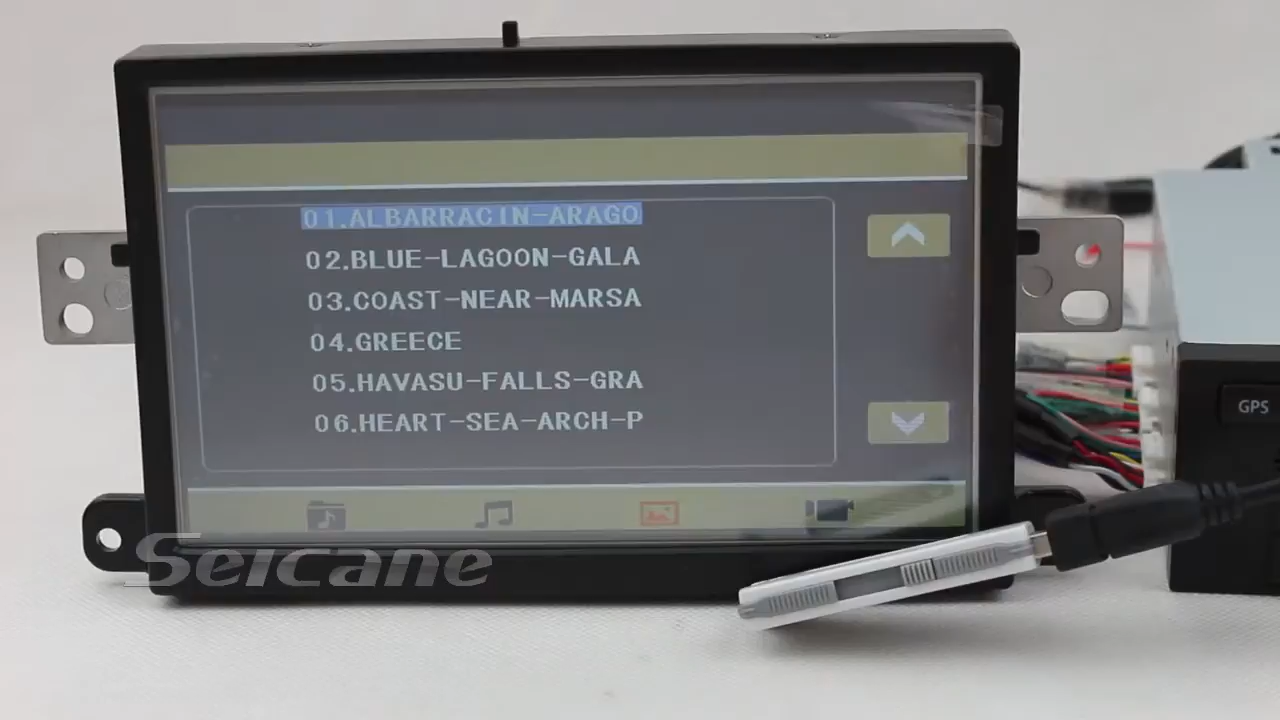 01.ALBARRACIN-ARAGO
02.BLUE-LAGOON-GALA
03.COAST-NEAR-MARSA
04.GREECE
05.HAVASU-FALLS-GRA
06.HEART-SEA-ARCH-P
GPS
Seicane